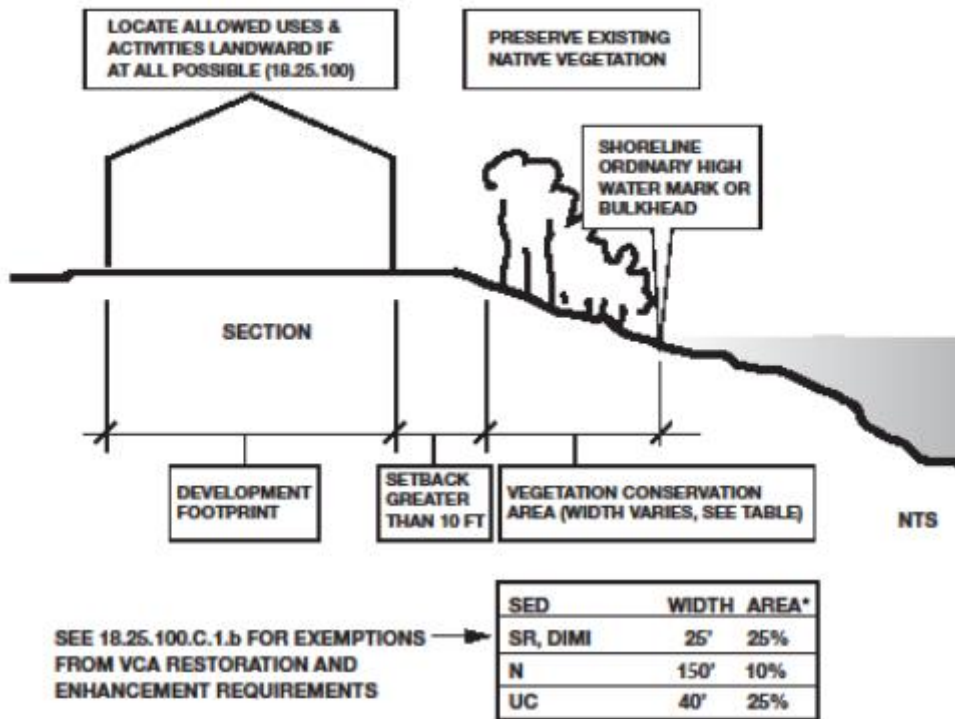 LOCATE ALLOWED USES &
ACTIVITIES LANDWARD IF
AT ALL POSSIBLE (18.25.100)
PRESERVE EXISTING
NATIVE VEGETATION
SHORELINE
ORDINARY HIGH
WATER MARK OR
BULKHEAD
SECTION
DEVELOPMENT
FOOTPRINT
SETBACK
GREATER
THAN 10 FT
VEGETATION CONSERVATION
AREA (WIDTH VARIES, SEE TABLE)
NTS
SEE 18.25.100.C.1.b FOR EXEMPTIONS
FROM VCA RESTORATION AND
ENHANCEMENT REQUIREMENTS
SED WIDTH AREA*
SR, DIMI 25' 25%
N 150' 10%
UC 40' 25%